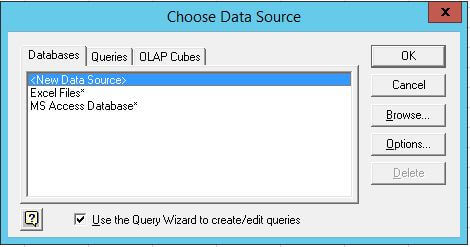 Choose Data Source
x
Databases Queries OLAP Cubes
<New Data Source>
Excel Files*
MS Access Database*
OK
Cancel
Browse...
Options...
Delete
?
Use the Query Wizard to create/edit queries